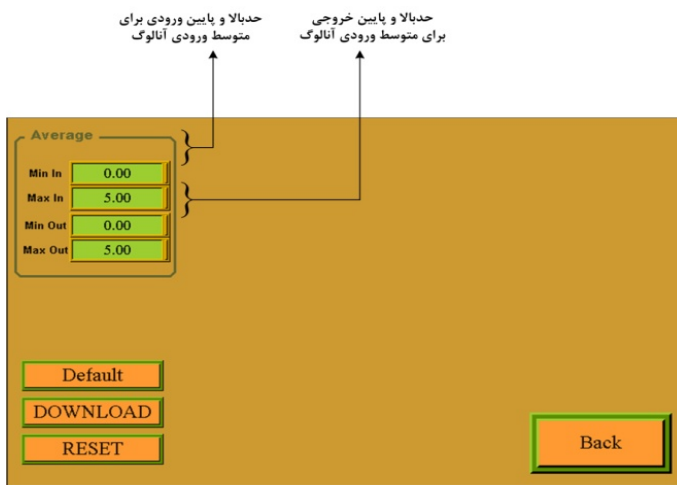 حدبالا و پایین ورودی برای
متوسط ورودی آنالوگ
حدبالا و پایین خروجی
برای متوسط ورودی آنالوگ
Average
Min In 0.00
Max In 5.00
Min Out 0.00
Max Out 5.00
Default
DOWNLOAD
RESET
Back